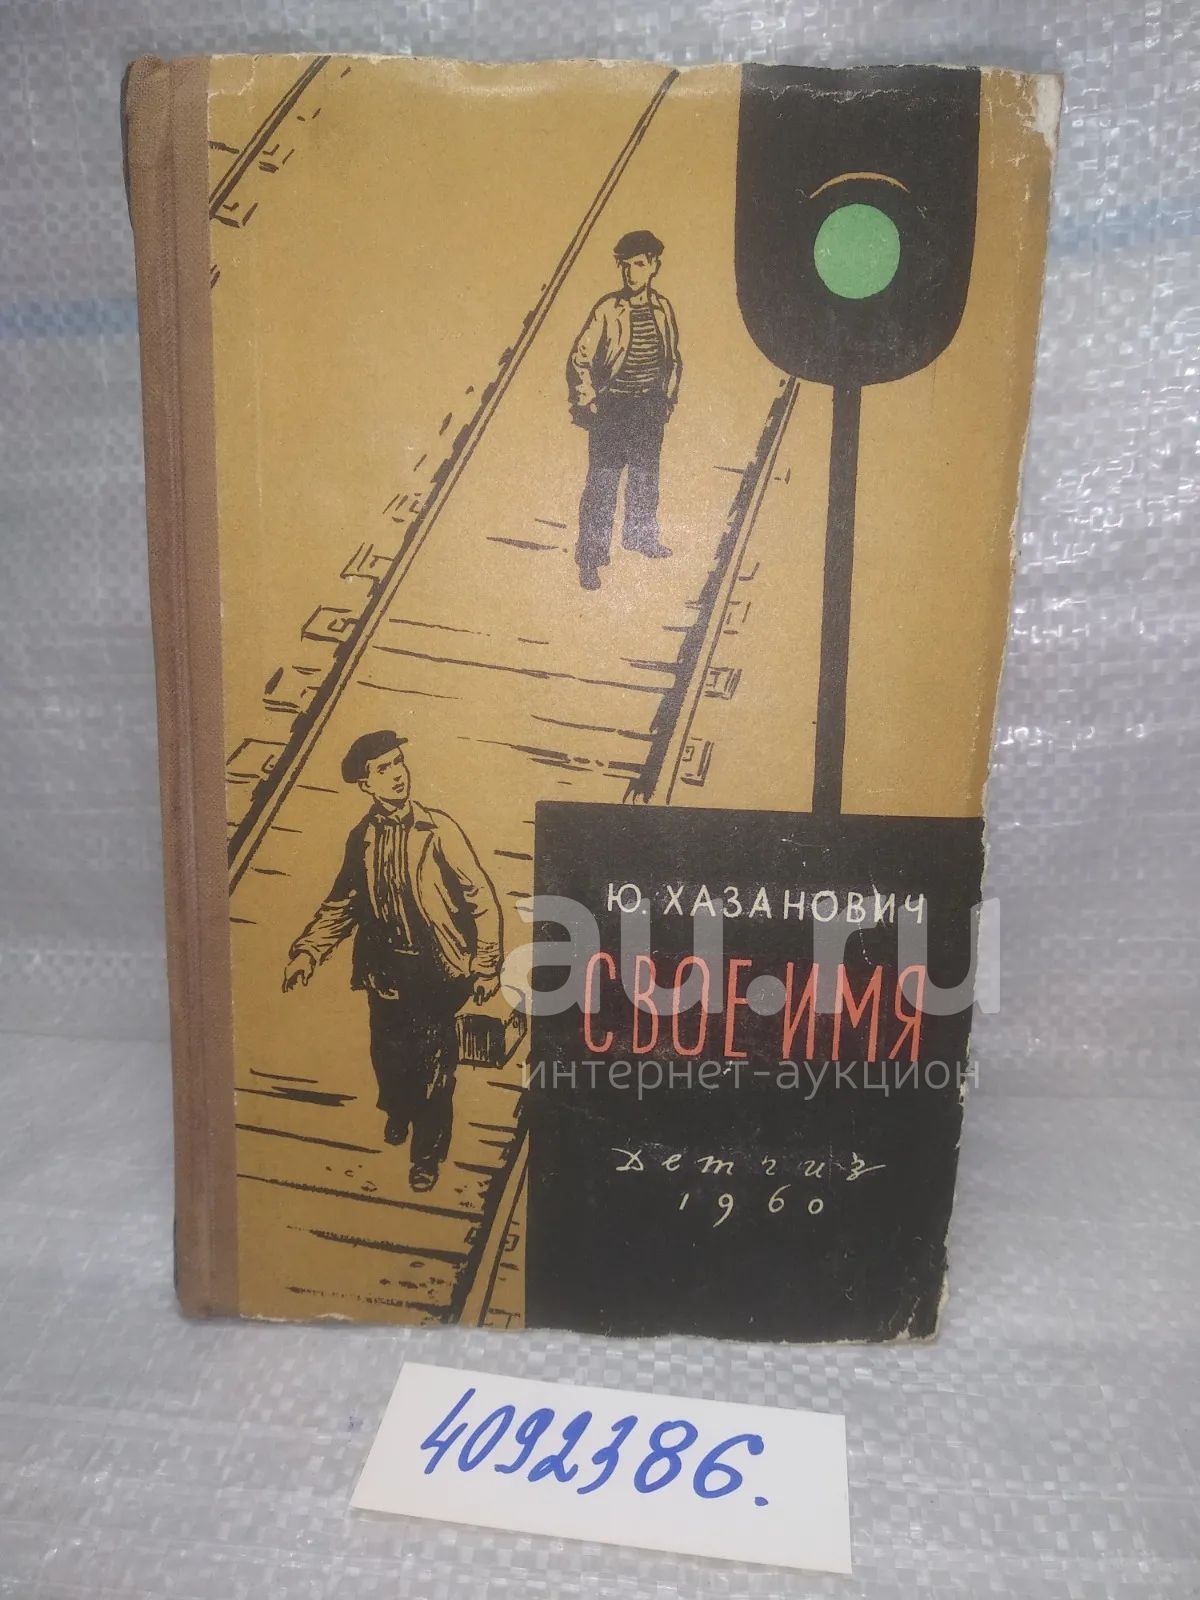 Ю. ХАЗАНОВИЧ
au.ru
СВОЕ ИМЯ
интернет-аукцион
Детгиз
1960
4092386.